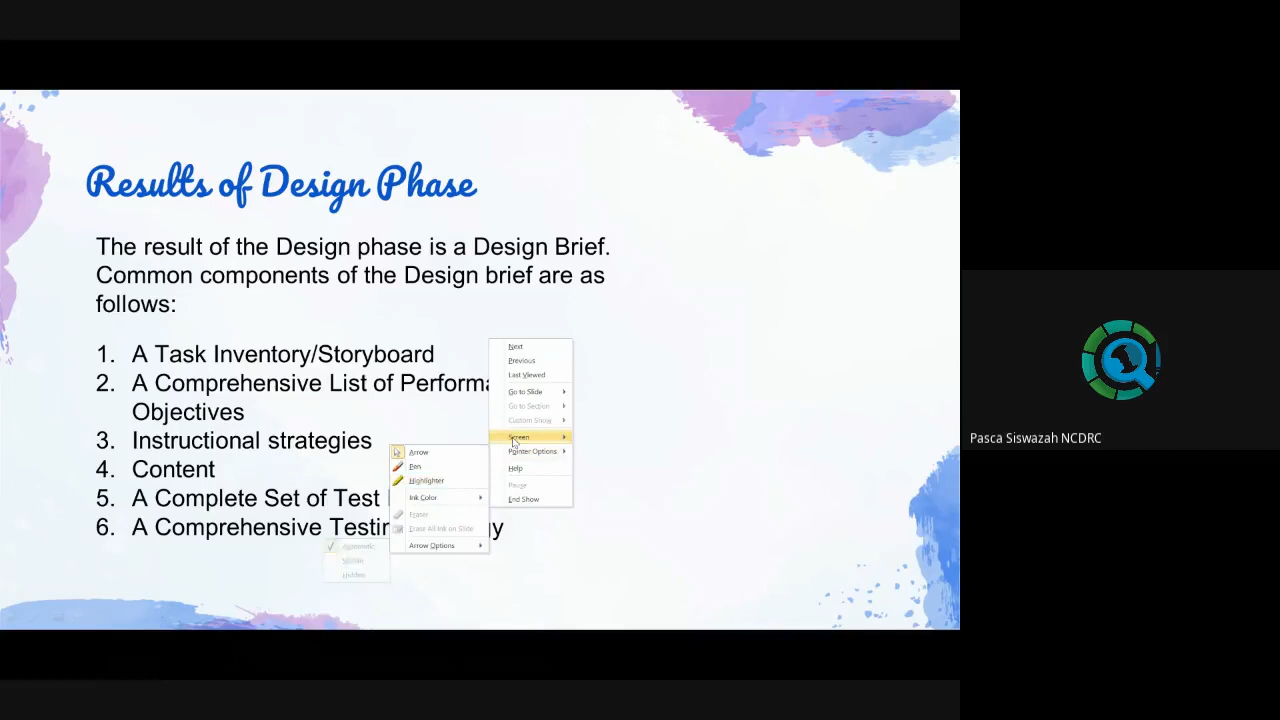 Results of Design Phase
The result of the Design phase is a Design Brief.
Common components of the Design brief are as
follows:
1. A Task Inventory/Storyboard
2. A Comprehensive List of
Objectives
3. Instructional strategies
4. Content
5. A Complete Set of Test
6. A Comprehensive
Next
Previous
Last Viewed
Go to Slide
Go to Section
Custom Show
Screen
Pointer Options
Help
Pause
End Show
Arrow
Pen
Highlighter
Ink Color
Eraser
Erase All Ink on Slide
Arrow Options
Automatic
Visible
Hidden
Pasca Siswazah NCDRC